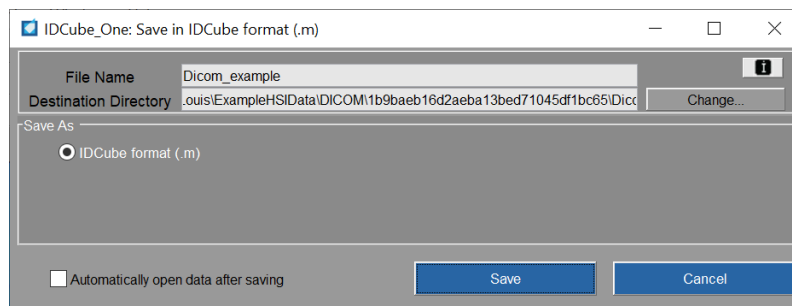 IDCube_One: Save in IDCube format (.m)
File Name
Dicom_example
Destination Directory
.ouis\ExampleHSIData\DICOM\1b9baeb16d2aeba13bed71045df1bc65\Dicc
Change...
Save As
IDCube format (.m)
Automatically open data after saving
Save
Cancel